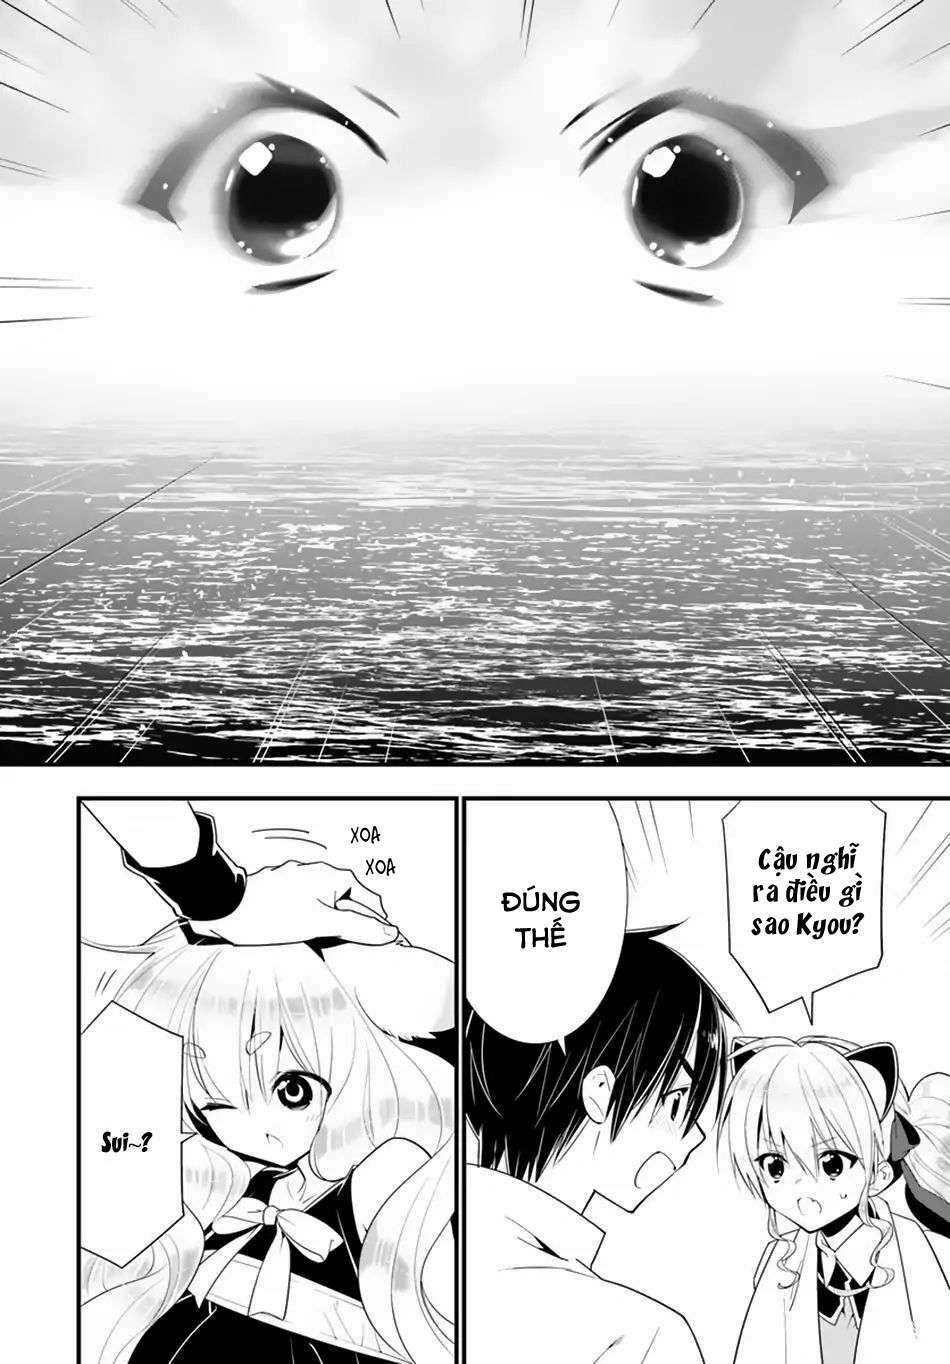 Cậu nghĩ
ra điều gì
sao Kyou?
ĐÚNG
THẾ
XOA
XOA
Sui~?